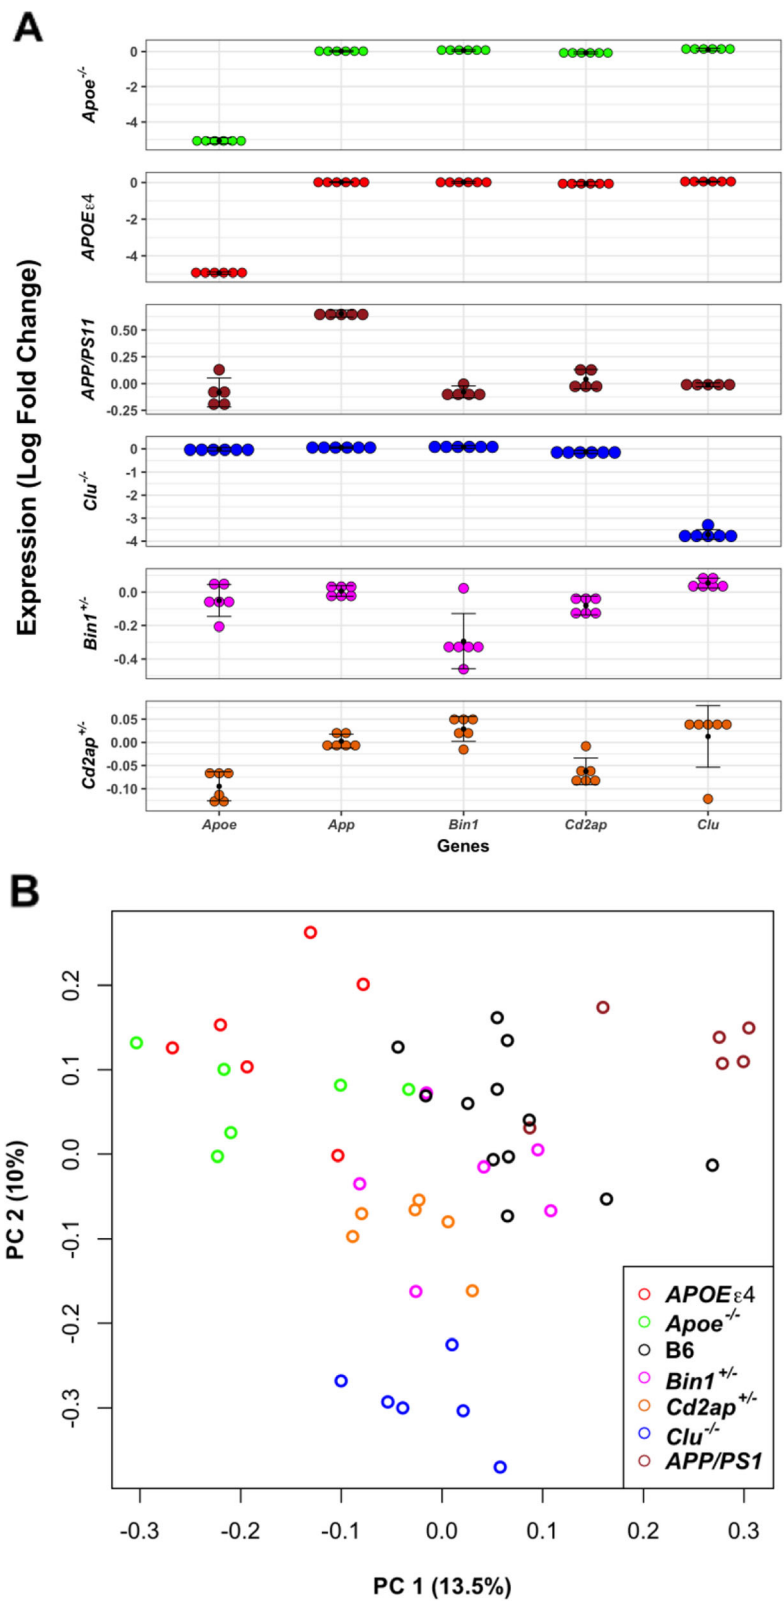 A
Expression (Log Fold Change)
Apoe-/-
0
-2
-4
APOEε4
0
-2
-4
APP/PS11
0.50
0.25
0.00
-0.25
Clu-/-
0
-1
-2
-3
-4
Bin1+/-
0.0
-0.2
-0.4
Cd2ap+/-
0.05
0.00
-0.05
-0.10
Apoe App Bin1 Cd2ap Clu
Genes
B
PC 2 (10%)
0.2
0.1
0.0
-0.1
-0.2
-0.3
APOEε4
Apoe-/-
B6
Bin1+/-
Cd2ap+/-
Clu-/-
APP/PS1
-0.3 -0.2 -0.1 0.0 0.1 0.2 0.3
PC 1 (13.5%)